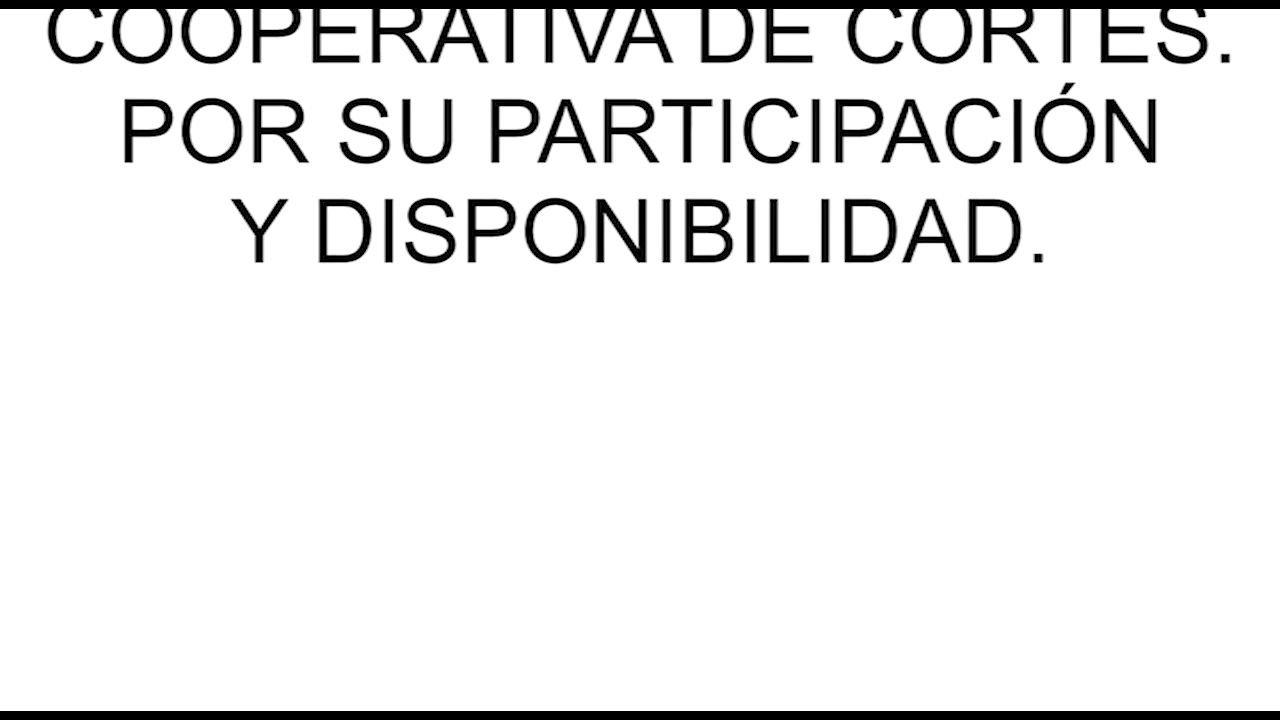 COOPERATIVA DE CORTES.
POR SU PARTICIPACIÓN
Y DISPONIBILIDAD.